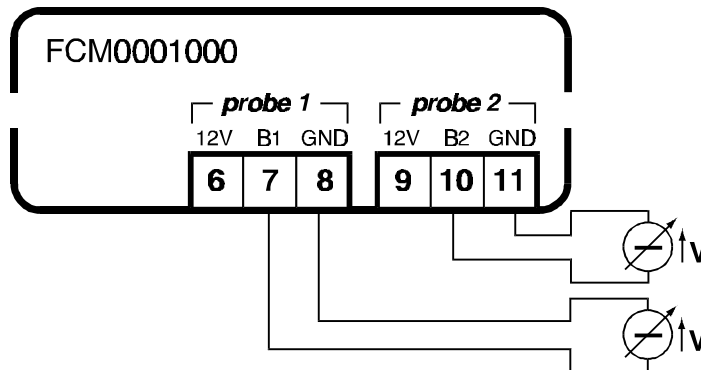 FCM0001000
probe 1 probe 2
12V B1 GND 12V B2 GND
6 7 8 9 10 11
V
V